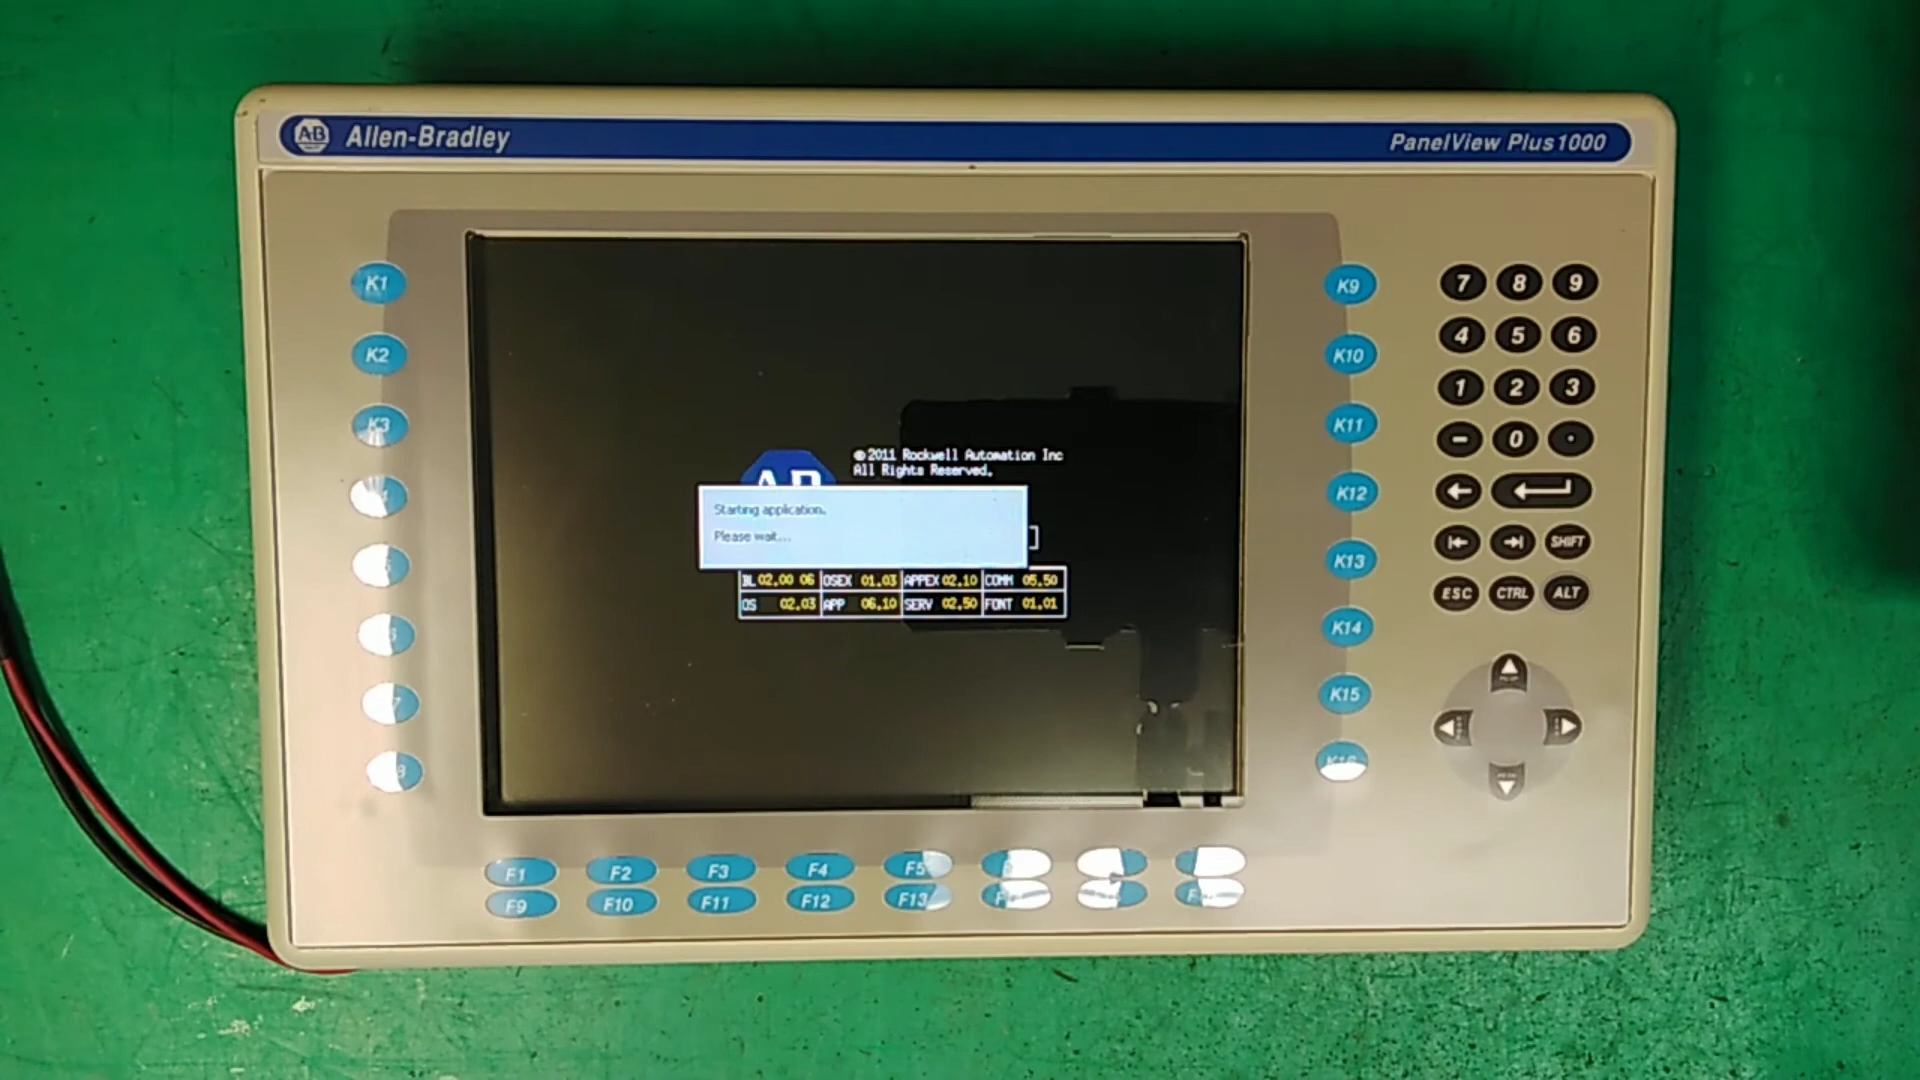 AB Allen-Bradley
PanelView Plus 1000
K1
K2
K3
K9
K10
K11
K12
K13
K14
K15
7 8 9
4 5 6
1 2 3
- 0 .
SHIFT
ESC CTRL ALT
©2011 Rockwell Automation Inc
All Rights Reserved.
Starting application.
Please wait...
BL 02.00 06 OSEX 01.03 APPEX 02.10 COMM 05.50
OS 02.03 APP 06.10 SERV 02.50 FONT 01.01
F1 F2 F3 F4 F5
F9 F10 F11 F12 F13